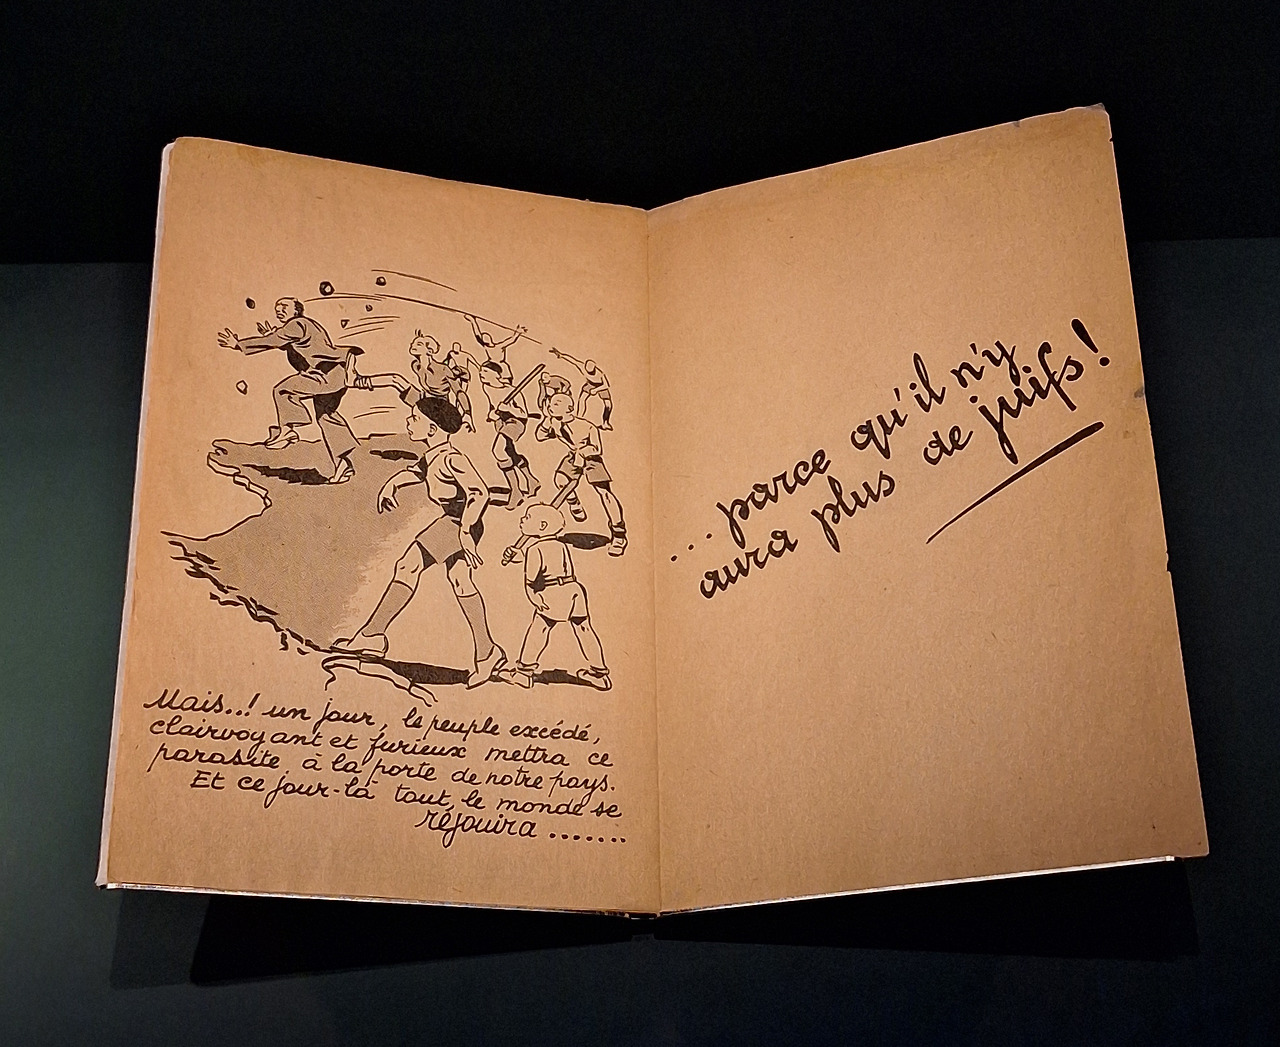 Mais..! un jour, le peuple excédé,
clairvoyant et furieux mettra ce
parasite à la porte de notre pays.
Et ce jour-là tout le monde se
réjouira .......
... parce qu'il n'y
aura plus de juifs!